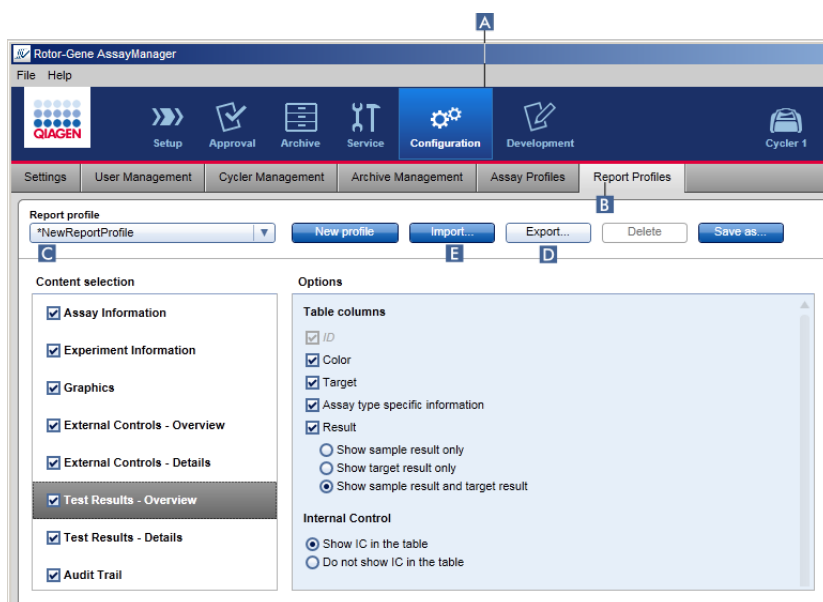 A
Rotor-Gene AssayManager
File Help
QIAGEN
Setup
Approval
Archive
Service
Configuration
Development
Cycler 1
Settings
User Management
Cycler Management
Archive Management
Assay Profiles
Report Profiles
B
Report profile
*NewReportProfile
New profile
Import...
Export...
Delete
Save as...
C
E
D
Content selection
Assay Information
Experiment Information
Graphics
External Controls - Overview
External Controls - Details
Test Results - Overview
Test Results - Details
Audit Trail
Options
Table columns
ID
Color
Target
Assay type specific information
Result
Show sample result only
Show target result only
Show sample result and target result
Internal Control
Show IC in the table
Do not show IC in the table